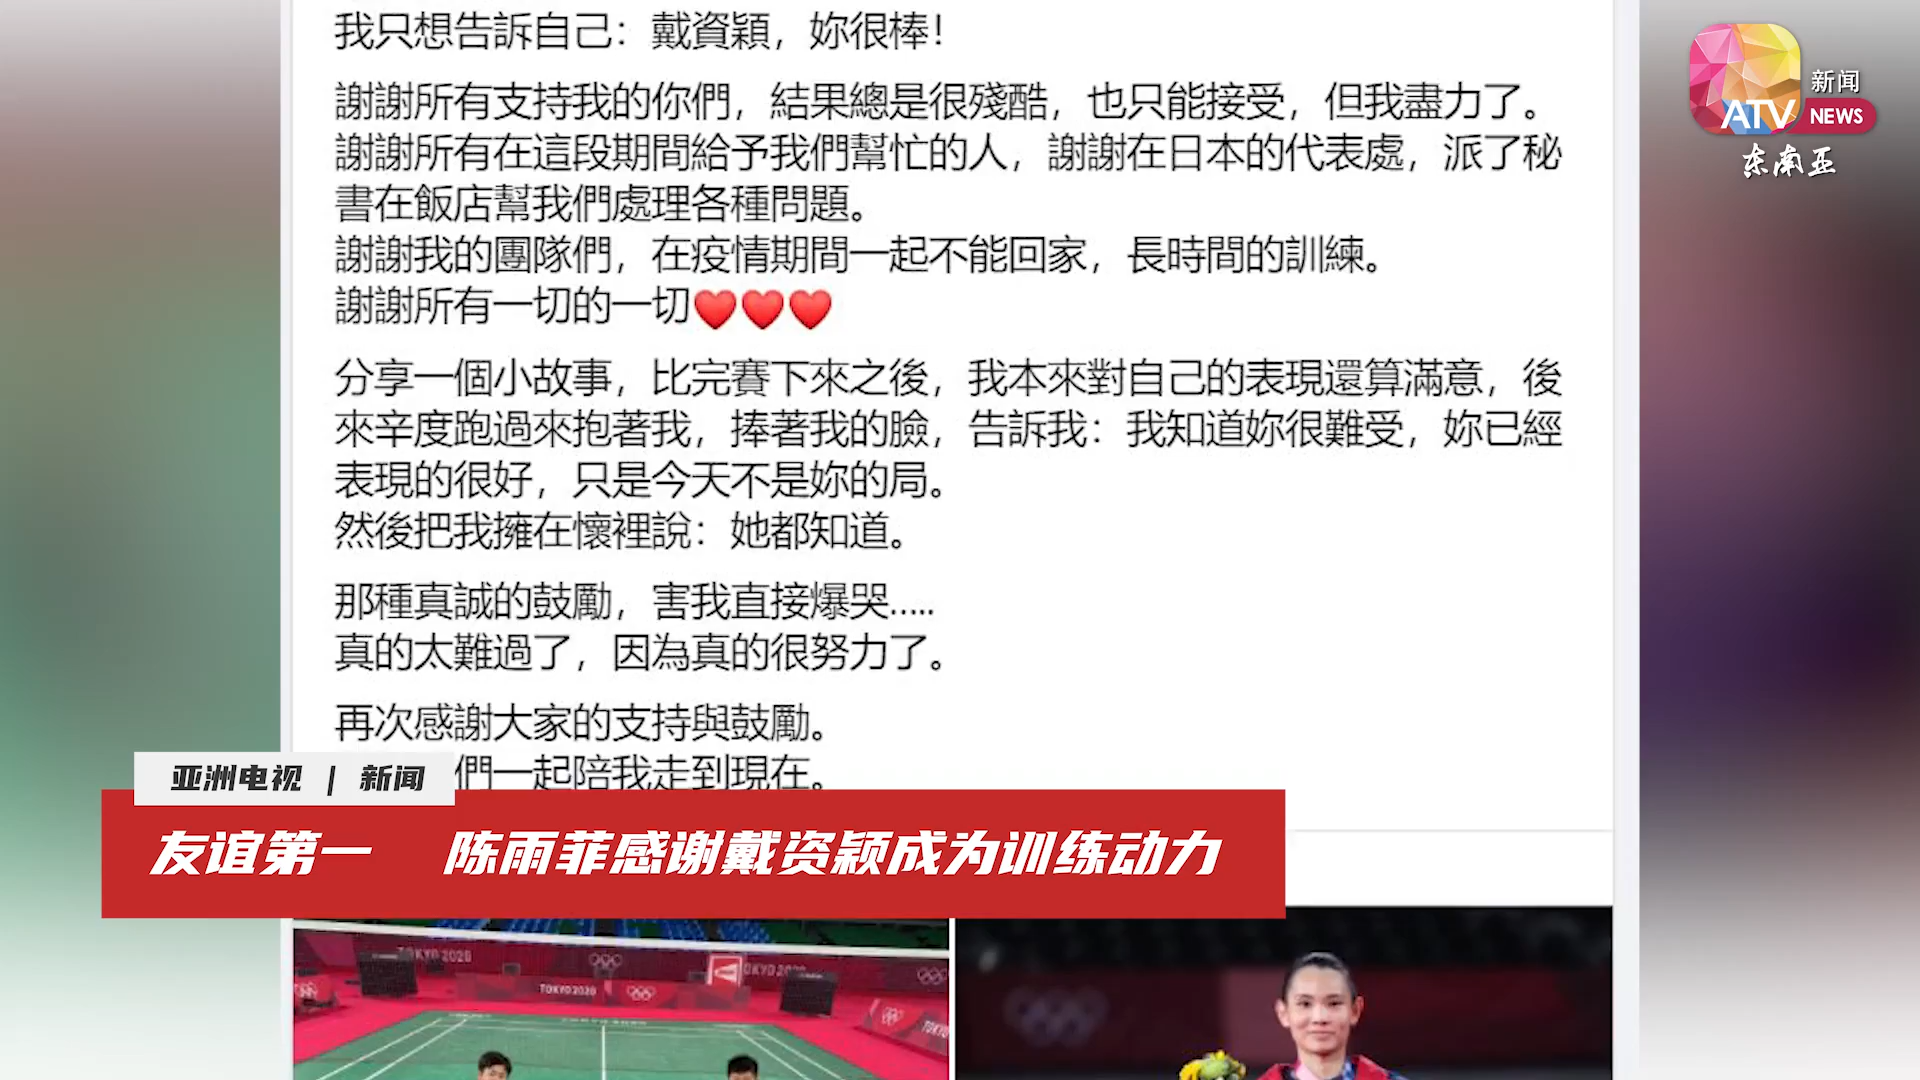 我只想告訴自己：戴資穎，妳很棒！
謝謝所有支持我的你們，結果總是很殘酷，也只能接受，但我盡力了。
謝謝所有在這段期間給予我們幫忙的人，謝謝在日本的代表處，派了秘
書在飯店幫我們處理各種問題。
謝謝我的團隊們，在疫情期間一起不能回家，長時間的訓練。
謝謝所有一切的一切❤️❤️❤️
分享一個小故事，比完賽下來之後，我本來對自己的表現還算滿意，後
來辛度跑過來抱著我，捧著我的臉，告訴我：我知道妳很難受，妳已經
表現的很好，只是今天不是妳的局。
然後把我擁在懷裡說：她都知道。
那種真誠的鼓勵，害我直接爆哭.....
真的太難過了，因為真的很努力了。
再次感謝大家的支持與鼓勵。
們一起陪我走到現在。
新闻
ATV NEWS
东南亚
亚洲电视 | 新闻
友谊第一 陈雨菲感谢戴资颖成为训练动力
TOKYO 2020
TOKYO 2020
TOKYO 2020
TOKYO